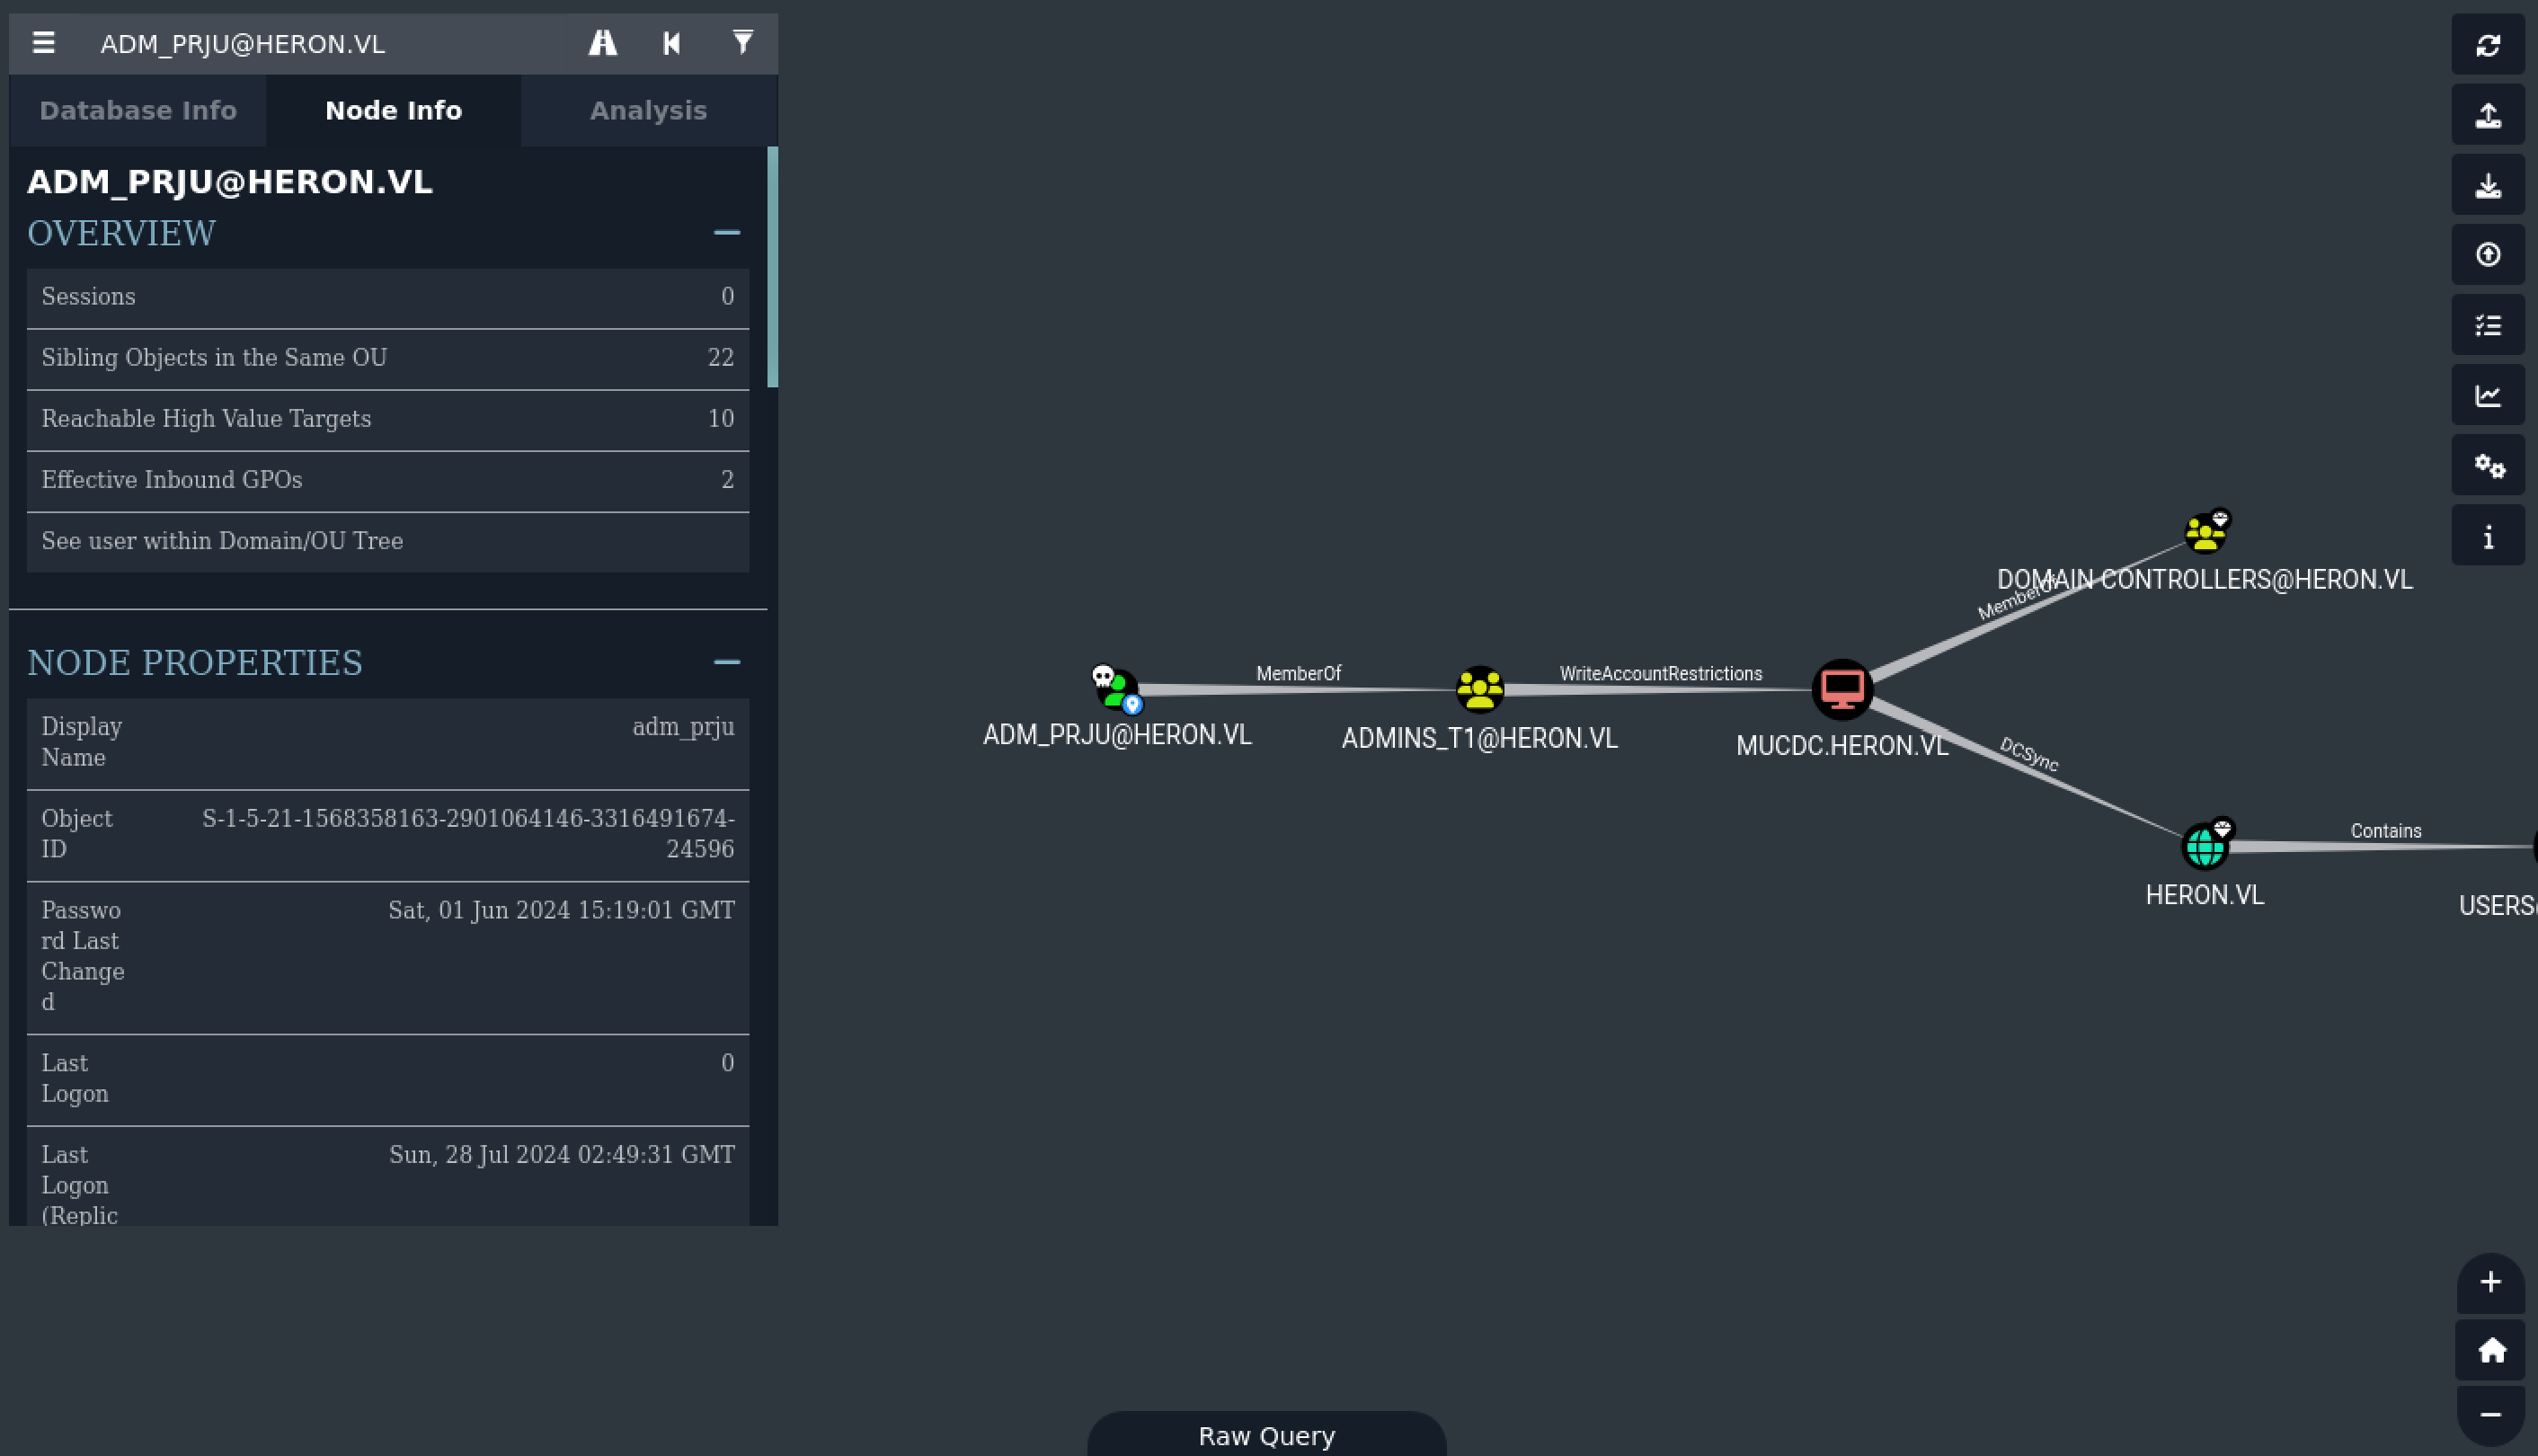 ADM_PRJU@HERON.VL
Database Info
Node Info
Analysis
ADM_PRJU@HERON.VL
OVERVIEW
Sessions 0
Sibling Objects in the Same OU 22
Reachable High Value Targets 10
Effective Inbound GPOs 2
See user within Domain/OU Tree
NODE PROPERTIES
Display adm_prju
Name
Object S-1-5-21-1568358163-2901064146-3316491674-
ID 24596
Passwo Sat, 01 Jun 2024 15:19:01 GMT
rd Last
Change
d
Last 0
Logon
Last Sun, 28 Jul 2024 02:49:31 GMT
Logon
(Replic
DOMAIN CONTROLLERS@HERON.VL
MemberOf
MemberOf
WriteAccountRestrictions
ADM_PRJU@HERON.VL
ADMINS_T1@HERON.VL
MUCDC.HERON.VL
DCSync
Contains
HERON.VL
USERS@
Raw Query